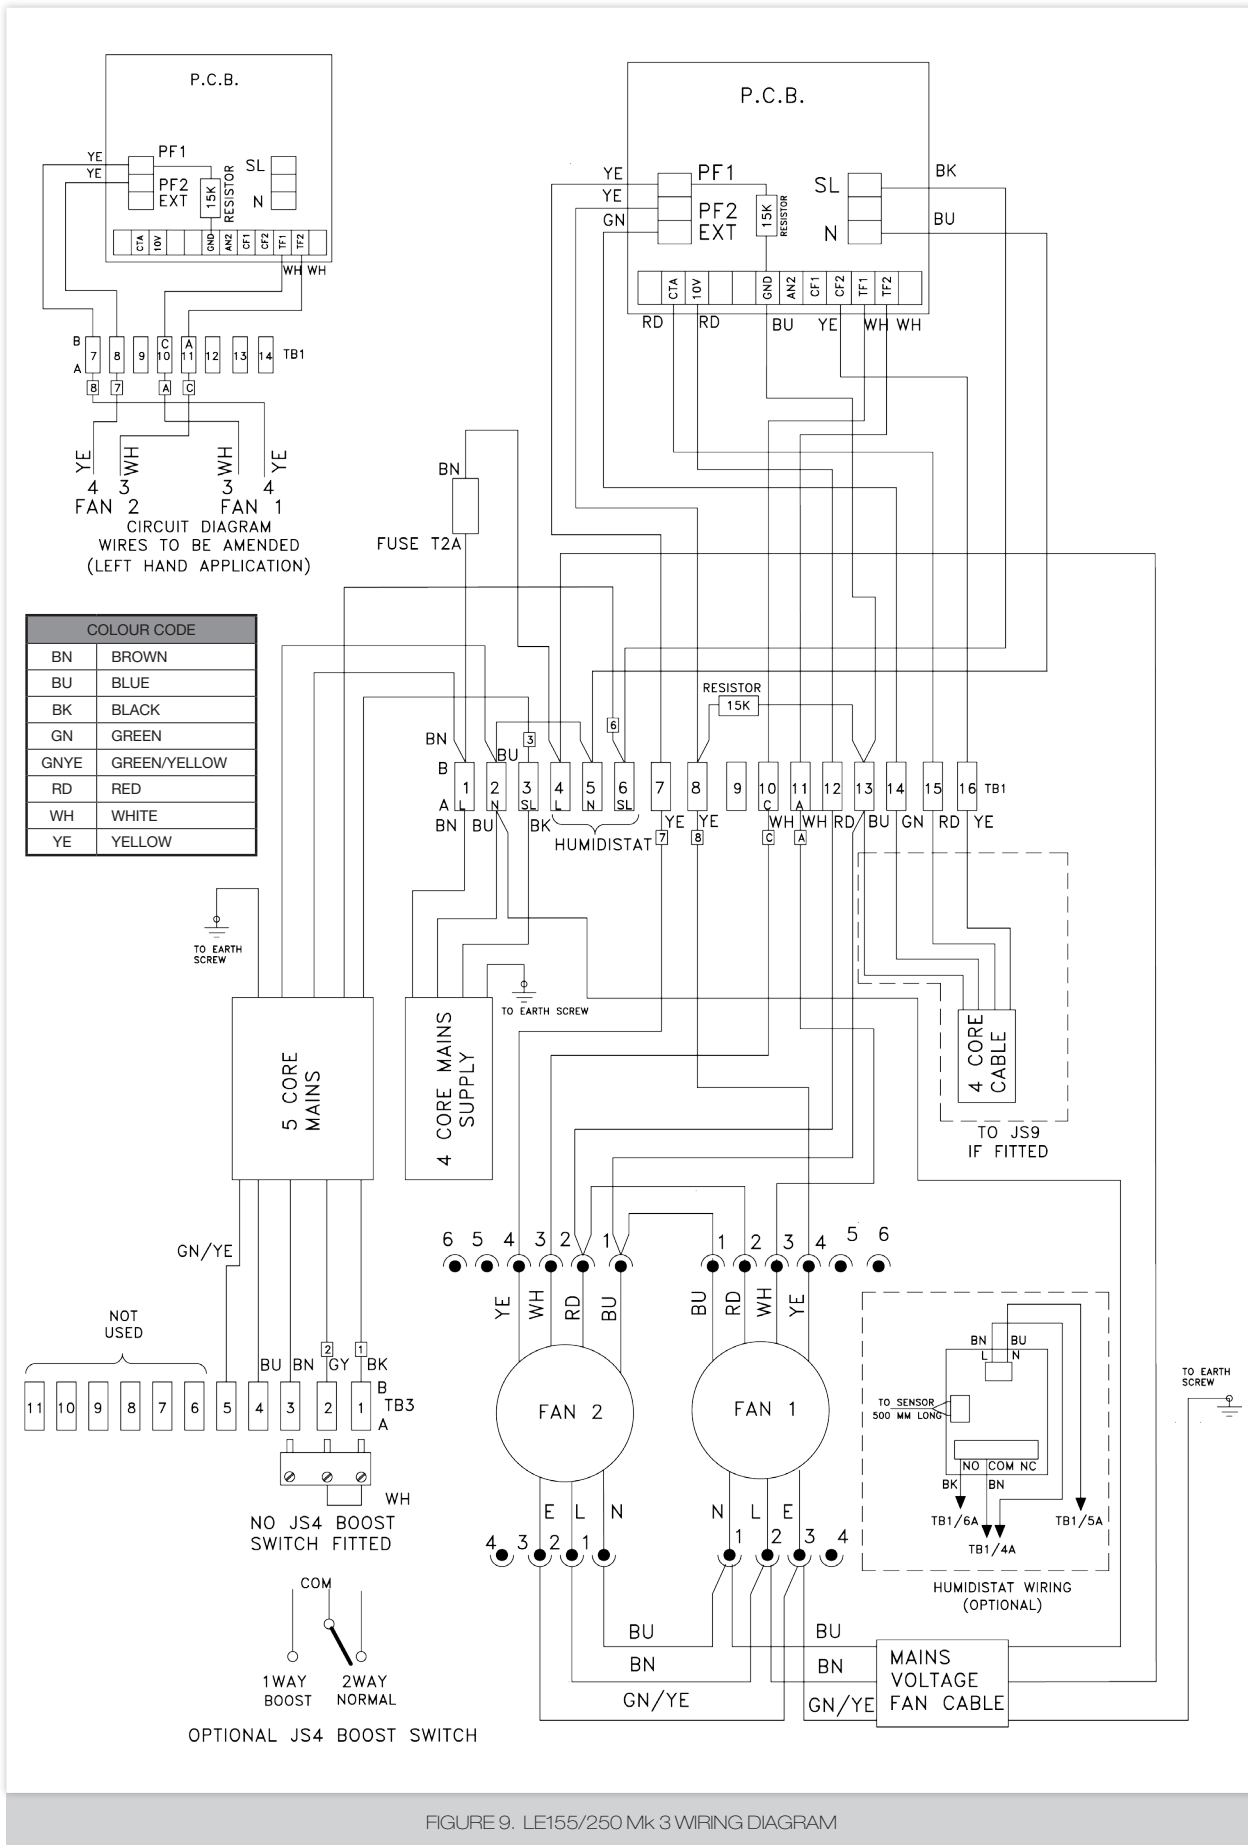 P.C.B.
YE
YE
PF1
PF2
EXT
15K
RESISTOR
SL
N
CTA
10V
GND
AN2
CF1
CF2
TF1
TF2
WH WH
B
A
7
8
9
C
10
A
11
12
13
14
TB1
8
7
A
C
YE
WH
WH
YE
4 3 3 4
FAN 2 FAN 1
CIRCUIT DIAGRAM
WIRES TO BE AMENDED
(LEFT HAND APPLICATION)
P.C.B.
YE
YE
GN
PF1
PF2
EXT
15K
RESISTOR
SL
N
BK
BU
CTA
10V
GND
AN2
CF1
CF2
TF1
TF2
RD RD BU YE WH WH
BN
FUSE T2A
COLOUR CODE
BN BROWN
BU BLUE
BK BLACK
GN GREEN
GNYE GREEN/YELLOW
RD RED
WH WHITE
YE YELLOW
RESISTOR
15K
BN
BU
3
6
B
A
1
L
2
N
3
SL
4
L
5
N
6
SL
7
8
9
10
C
11
A
12
13
14
15
16
TB1
BN BU BK
HUMIDISTAT
YE YE WH WH RD BU GN RD YE
7
8
C
A
TO EARTH
SCREW
TO EARTH SCREW
5 CORE
MAINS
4 CORE MAINS
SUPPLY
4 CORE
CABLE
TO JS9
IF FITTED
GN/YE
6 5 4 3 2 1
1 2 3 4 5 6
YE
WH
RD
BU
BU
RD
WH
YE
NOT
USED
2
1
BU BN GY BK
11 10 9 8 7 6 5 4 3 2 1
B
TB3
A
WH
NO JS4 BOOST
SWITCH FITTED
COM
1WAY
BOOST
2WAY
NORMAL
OPTIONAL JS4 BOOST SWITCH
FAN 2
FAN 1
E L N
N L E
4 3 2 1
1 2 3 4
BU
BN
GN/YE
BU
BN
GN/YE
MAINS
VOLTAGE
FAN CABLE
BN BU
L N
TO SENSOR
500 MM LONG
NO COM NC
BK BN
TB1/6A
TB1/4A
TB1/5A
HUMIDISTAT WIRING
(OPTIONAL)
TO EARTH
SCREW
FIGURE 9. LE155/250 Mk 3 WIRING DIAGRAM